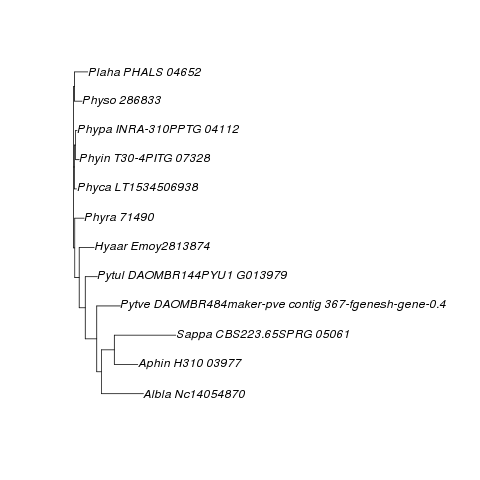 Plaha PHALS 04652
Physo 286833
Phypa INRA-310PPTG 04112
Phyin T30-4PITG 07328
Phyca LT1534506938
Phyra 71490
Hyaar Emoy2813874
Pytul DAOMBR144PYU1 G013979
Pytve DAOMBR484maker-pve contig 367-fgenesh-gene-0.4
Sappa CBS223.65SPRG 05061
Aphin H310 03977
Albla Nc14054870